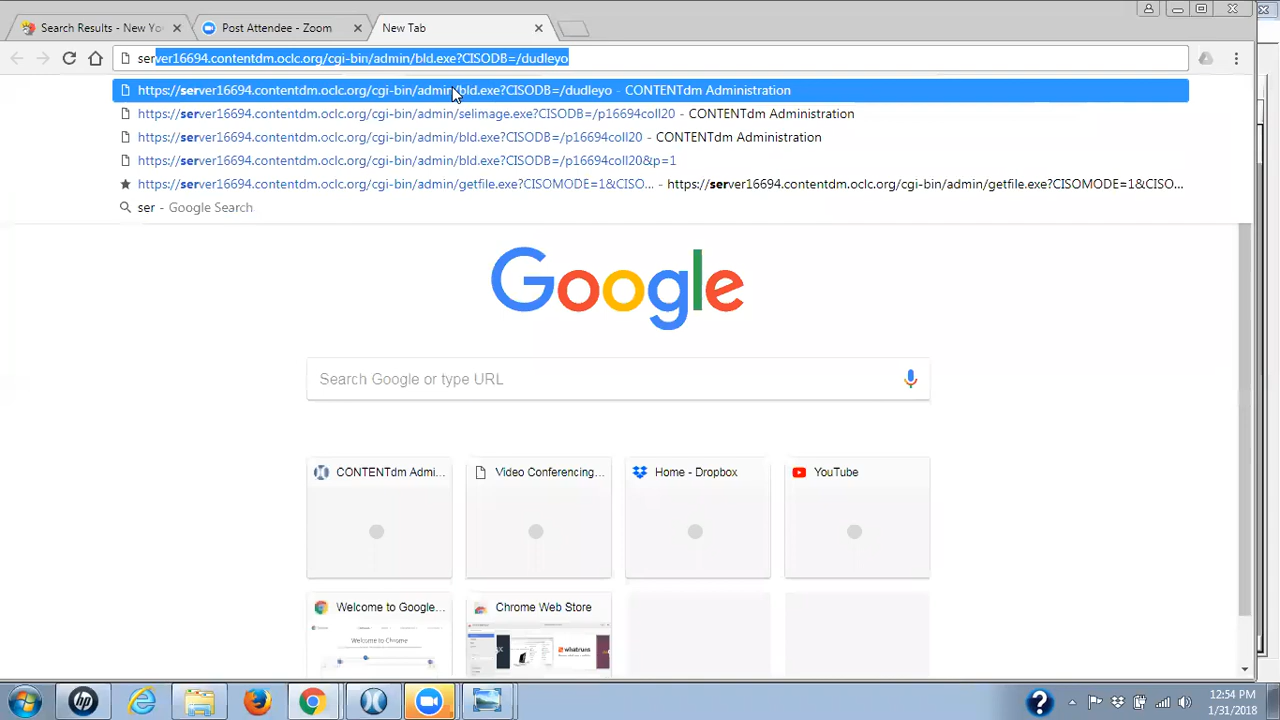 Search Results - New Yo
Post Attendee - Zoom
New Tab
server16694.contentdm.oclc.org/cgi-bin/admin/bld.exe?CISODB=/dudleyo
https://server16694.contentdm.oclc.org/cgi-bin/admin/bld.exe?CISODB=/dudleyo - CONTENTdm Administration
https://server16694.contentdm.oclc.org/cgi-bin/admin/selimage.exe?CISODB=/p16694coll20 - CONTENTdm Administration
https://server16694.contentdm.oclc.org/cgi-bin/admin/bld.exe?CISODB=/p16694coll20 - CONTENTdm Administration
https://server16694.contentdm.oclc.org/cgi-bin/admin/bld.exe?CISODB=/p16694coll20&p=1
https://server16694.contentdm.oclc.org/cgi-bin/admin/getfile.exe?CISOMODE=1&CISO... - https://server16694.contentdm.oclc.org/cgi-bin/admin/getfile.exe?CISOMODE=1&CISO...
ser - Google Search
Google
Search Google or type URL
CONTENTdm Admi...
Video Conferencing...
Home - Dropbox
YouTube
Welcome to Google...
Chrome Web Store
Welcome to Chrome
whatruns
hp
?
12:54 PM
1/31/2018